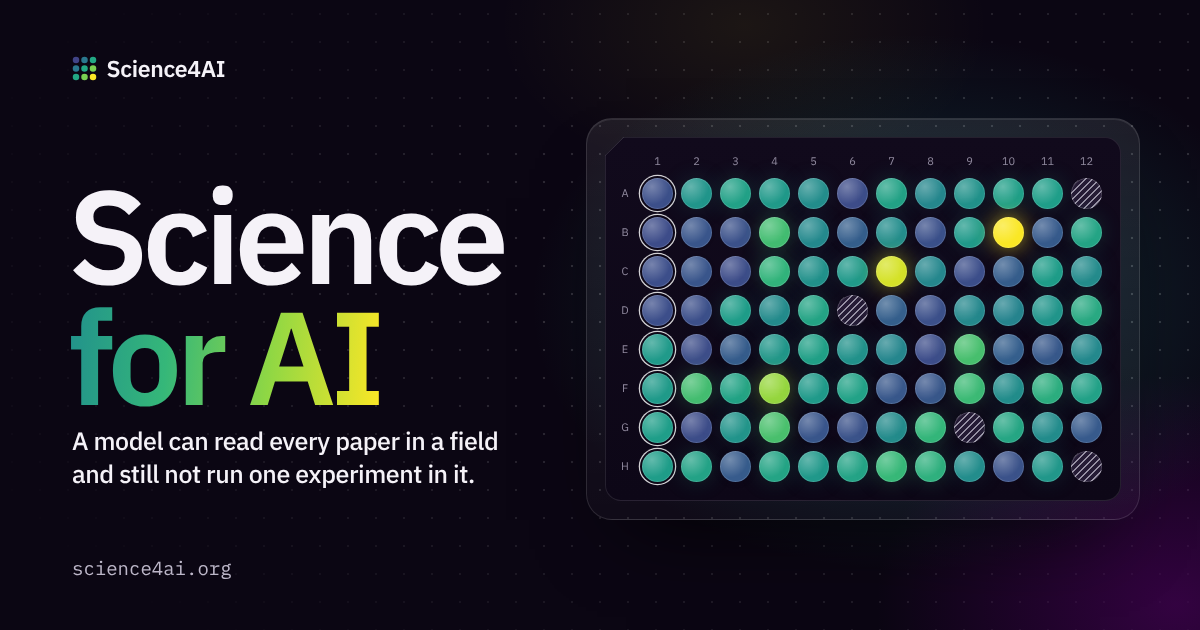 Science4AI
Science
for AI
A model can read every paper in a field
and still not run one experiment in it.
science4ai.org
1 2 3 4 5 6 7 8 9 10 11 12
A
B
C
D
E
F
G
H